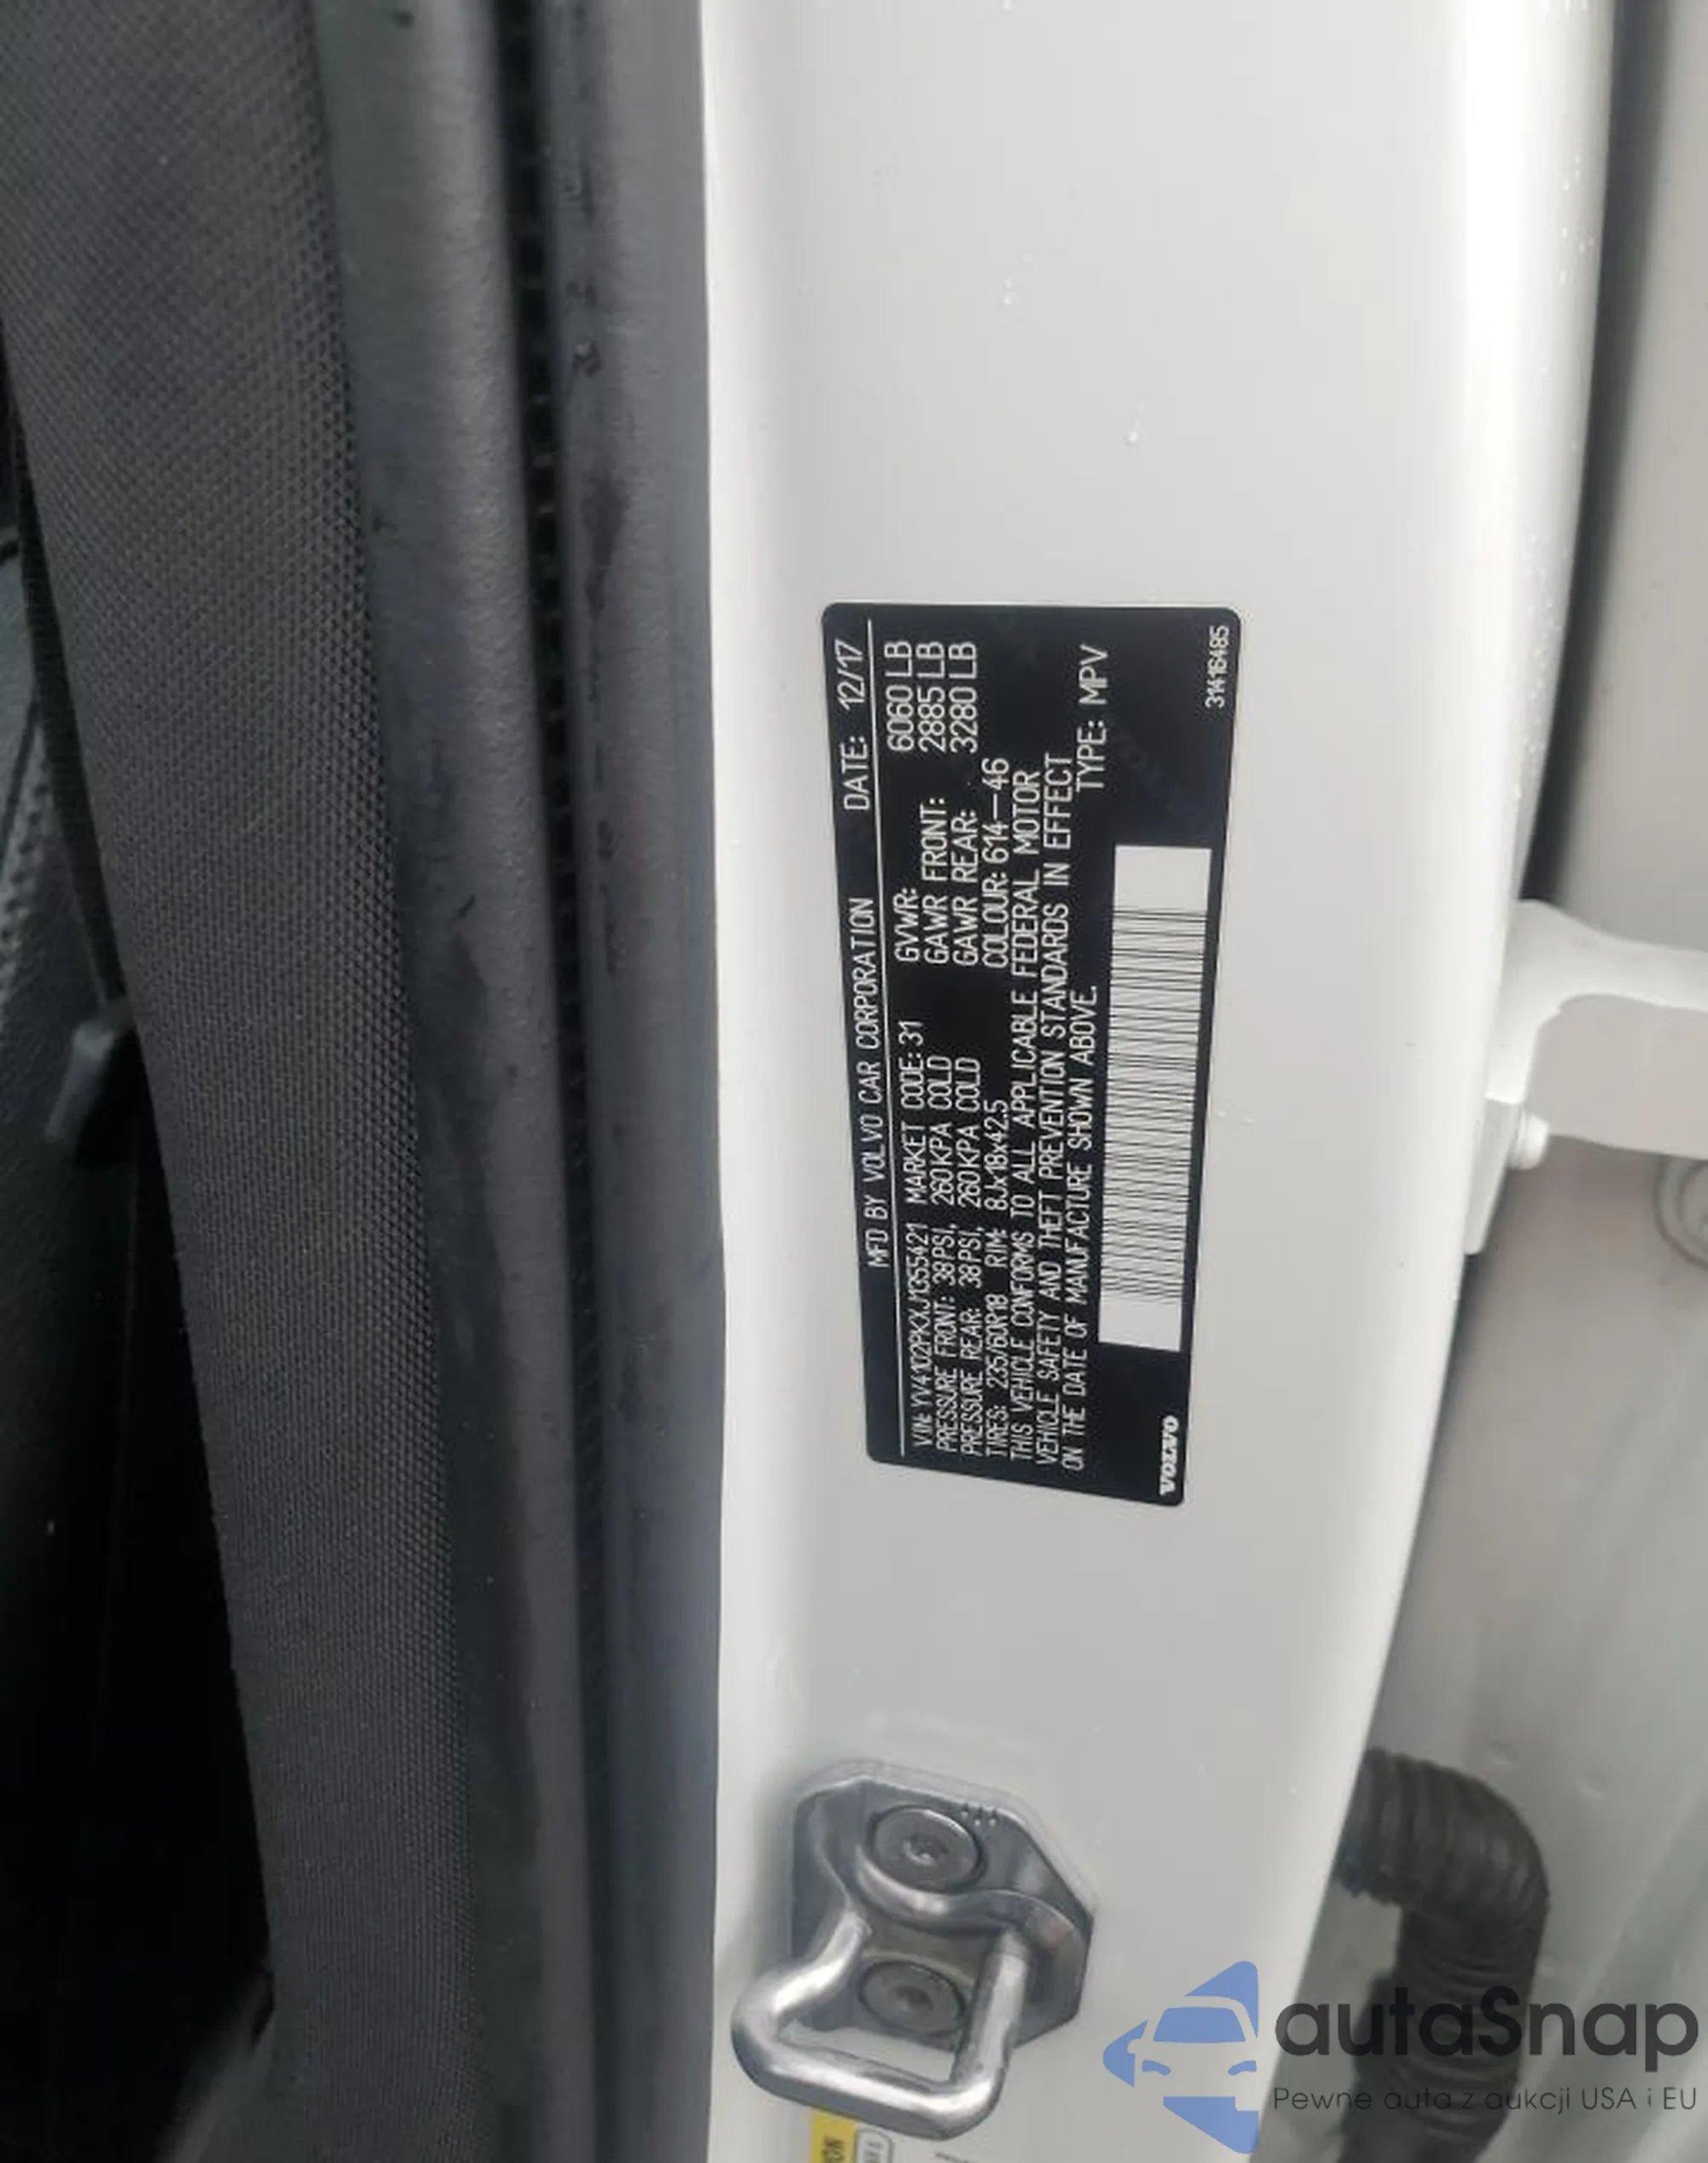 MFD BY VOLVO CAR CORPORATION DATE: 12/17
VIN: YV4102PKXJ1355421 MARKET CODE: 31 GVWR: 6060 LB
PRESSURE FRONT: 38PSI, 260KPA COLD GAWR FRONT: 2885 LB
PRESSURE REAR: 38PSI, 260KPA COLD GAWR REAR: 3280 LB
TIRES: 235/60R18 RIM: 8Jx18x42.5 COLOUR: 614-46
THIS VEHICLE CONFORMS TO ALL APPLICABLE FEDERAL MOTOR
VEHICLE SAFETY AND THEFT PREVENTION STANDARDS IN EFFECT
ON THE DATE OF MANUFACTURE SHOWN ABOVE. TYPE: MPV
VOLVO
31416485
autaSnap
Pewne auta z aukcji USA i EU